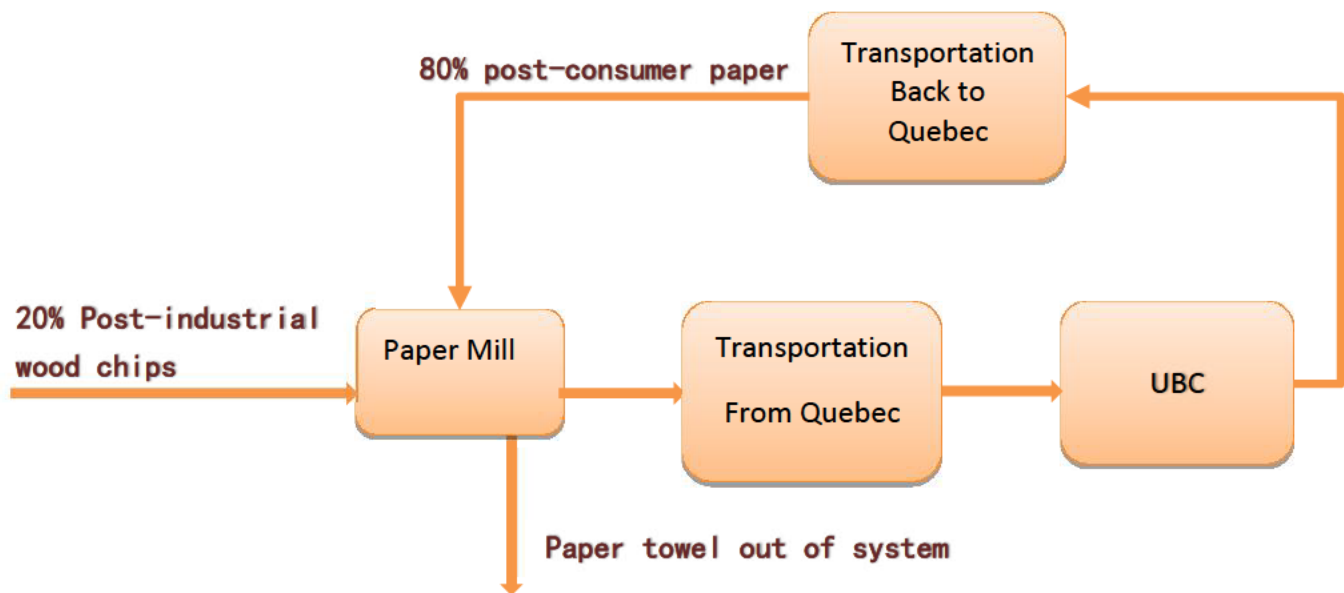 Transportation
Back to
Quebec
80% post-consumer paper
20% Post-industrial
wood chips
Paper Mill
Transportation
From Quebec
UBC
Paper towel out of system